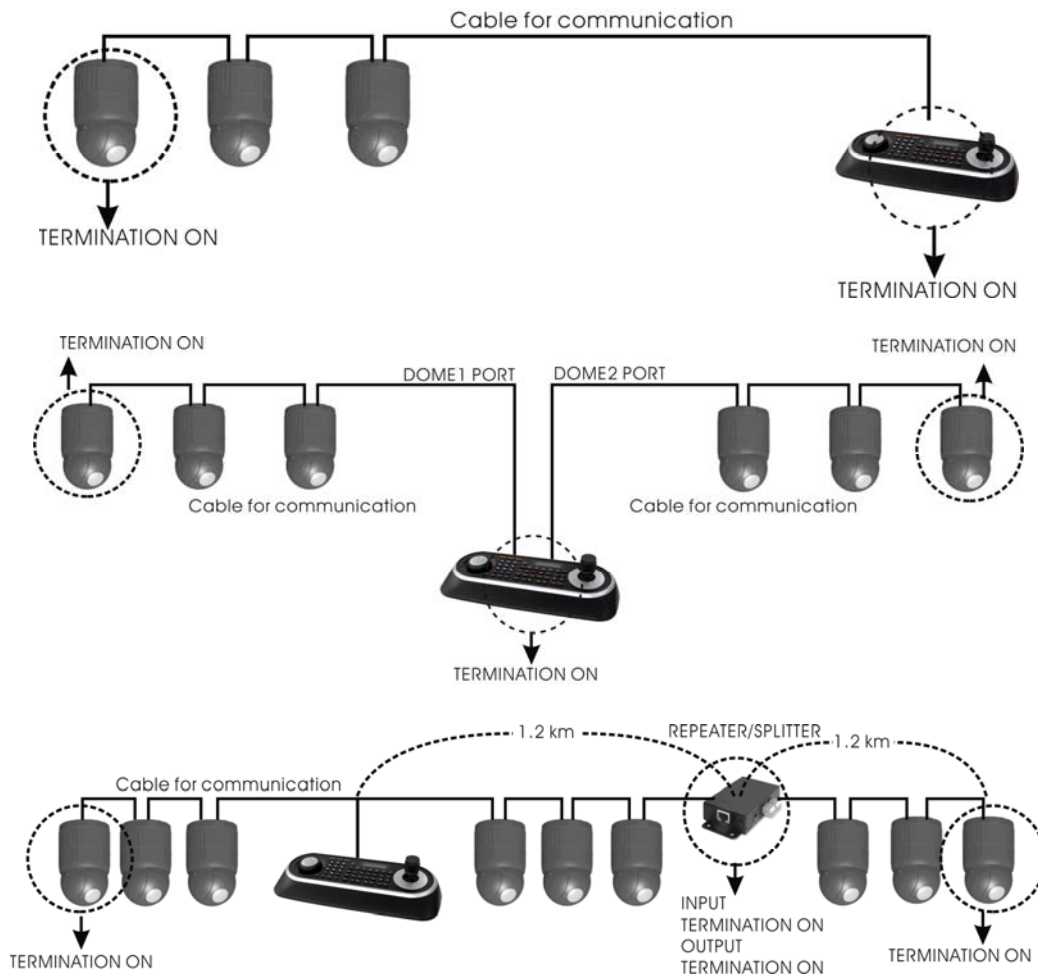 Cable for communication
TERMINATION ON
TERMINATION ON
TERMINATION ON
TERMINATION ON
DOME1 PORT
DOME2 PORT
Cable for communication
Cable for communication
TERMINATION ON
1.2 km
REPEATER/SPLITTER
1.2 km
Cable for communication
INPUT
TERMINATION ON
OUTPUT
TERMINATION ON
TERMINATION ON
TERMINATION ON